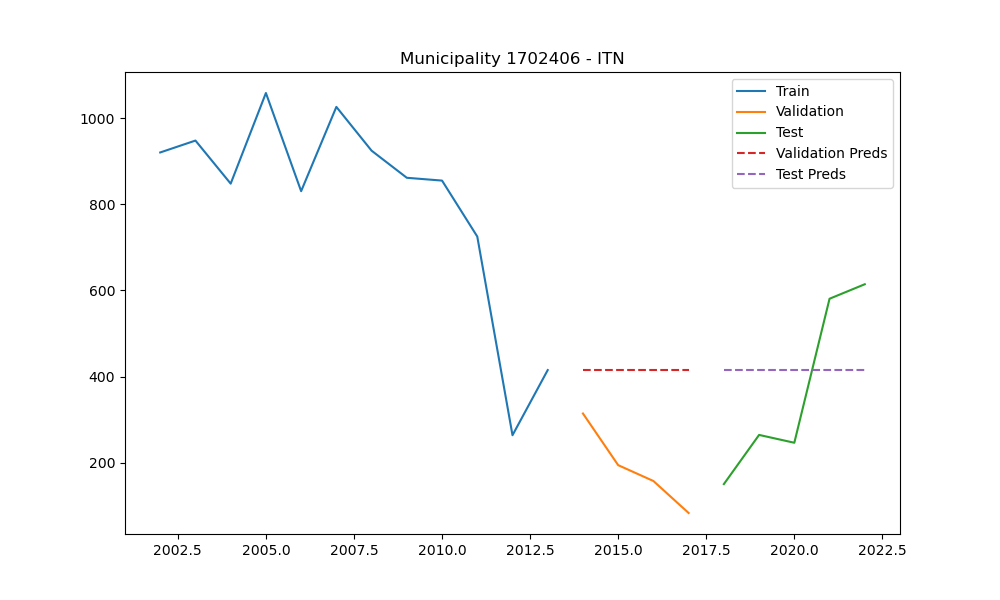 Municipality 1702406 - ITN
Train
Validation
Test
Validation Preds
Test Preds
1000
800
600
400
200
2002.5 2005.0 2007.5 2010.0 2012.5 2015.0 2017.5 2020.0 2022.5